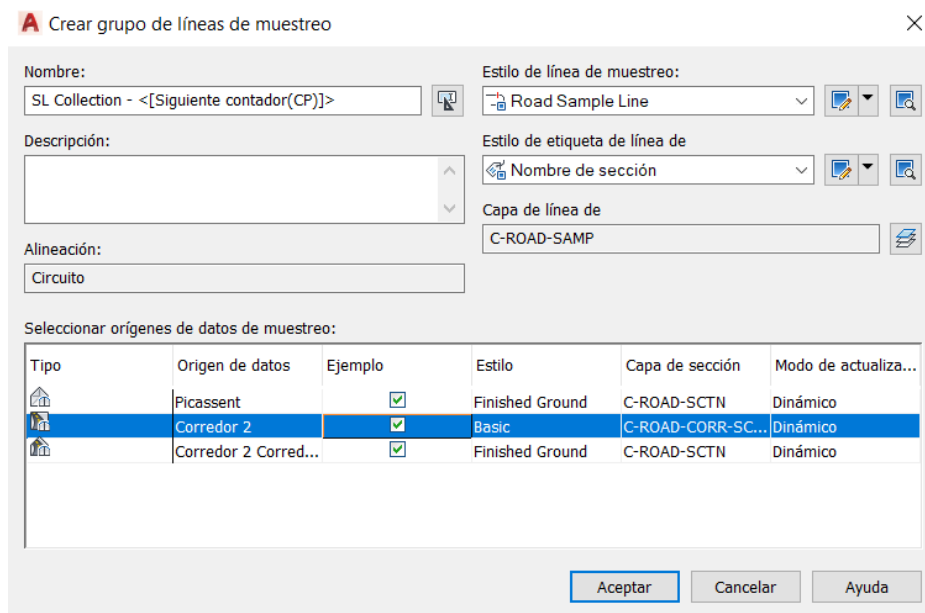 Crear grupo de líneas de muestreo
Nombre:
SL Collection - <[Siguiente contador(CP)]>
Descripción:
Alineación:
Circuito
Estilo de línea de muestreo:
Road Sample Line
Estilo de etiqueta de línea de
Nombre de sección
Capa de línea de
C-ROAD-SAMP
Seleccionar orígenes de datos de muestreo:
Tipo Origen de datos Ejemplo Estilo Capa de sección Modo de actualiza...
Picassent Finished Ground C-ROAD-SCTN Dinámico
Corredor 2 Basic C-ROAD-CORR-SC... Dinámico
Corredor 2 Corred... Finished Ground C-ROAD-SCTN Dinámico
Aceptar Cancelar Ayuda